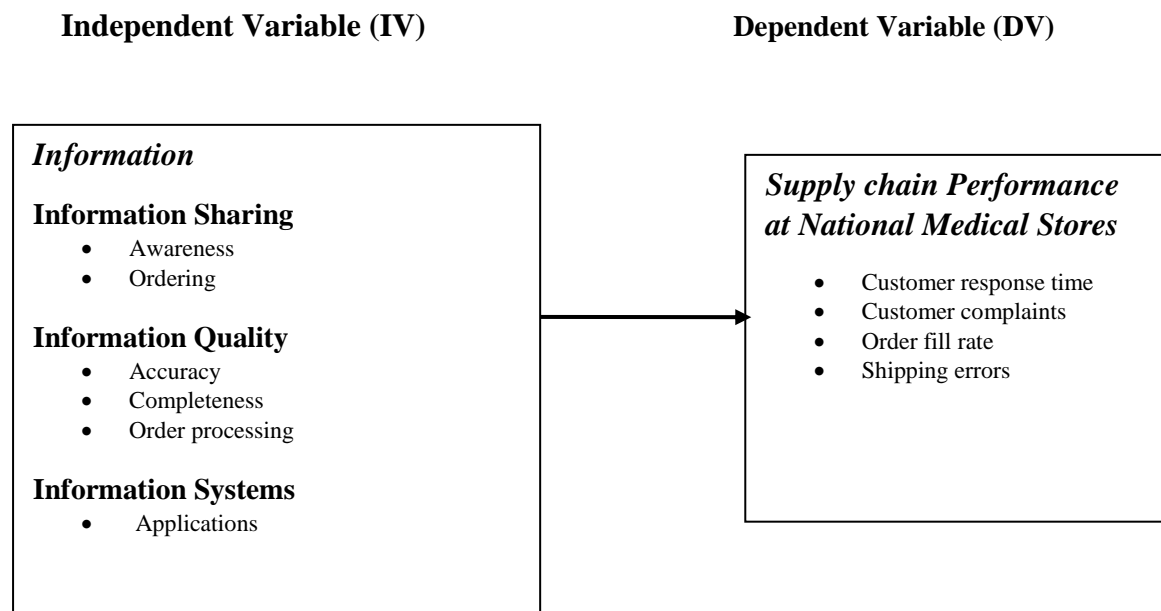 Independent Variable (IV)
Dependent Variable (DV)
Information
Information Sharing
• Awareness
• Ordering
Information Quality
• Accuracy
• Completeness
• Order processing
Information Systems
• Applications
Supply chain Performance
at National Medical Stores
• Customer response time
• Customer complaints
• Order fill rate
• Shipping errors